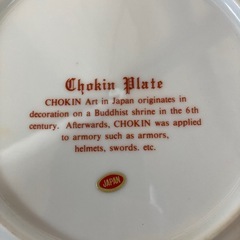 Chokin Plate
CHOKIN Art in Japan originates in
decoration on a Buddhist shrine in the 6th
century. Afterwards, CHOKIN was applied
to armory such as armors,
helmets, swords. etc.
JAPAN